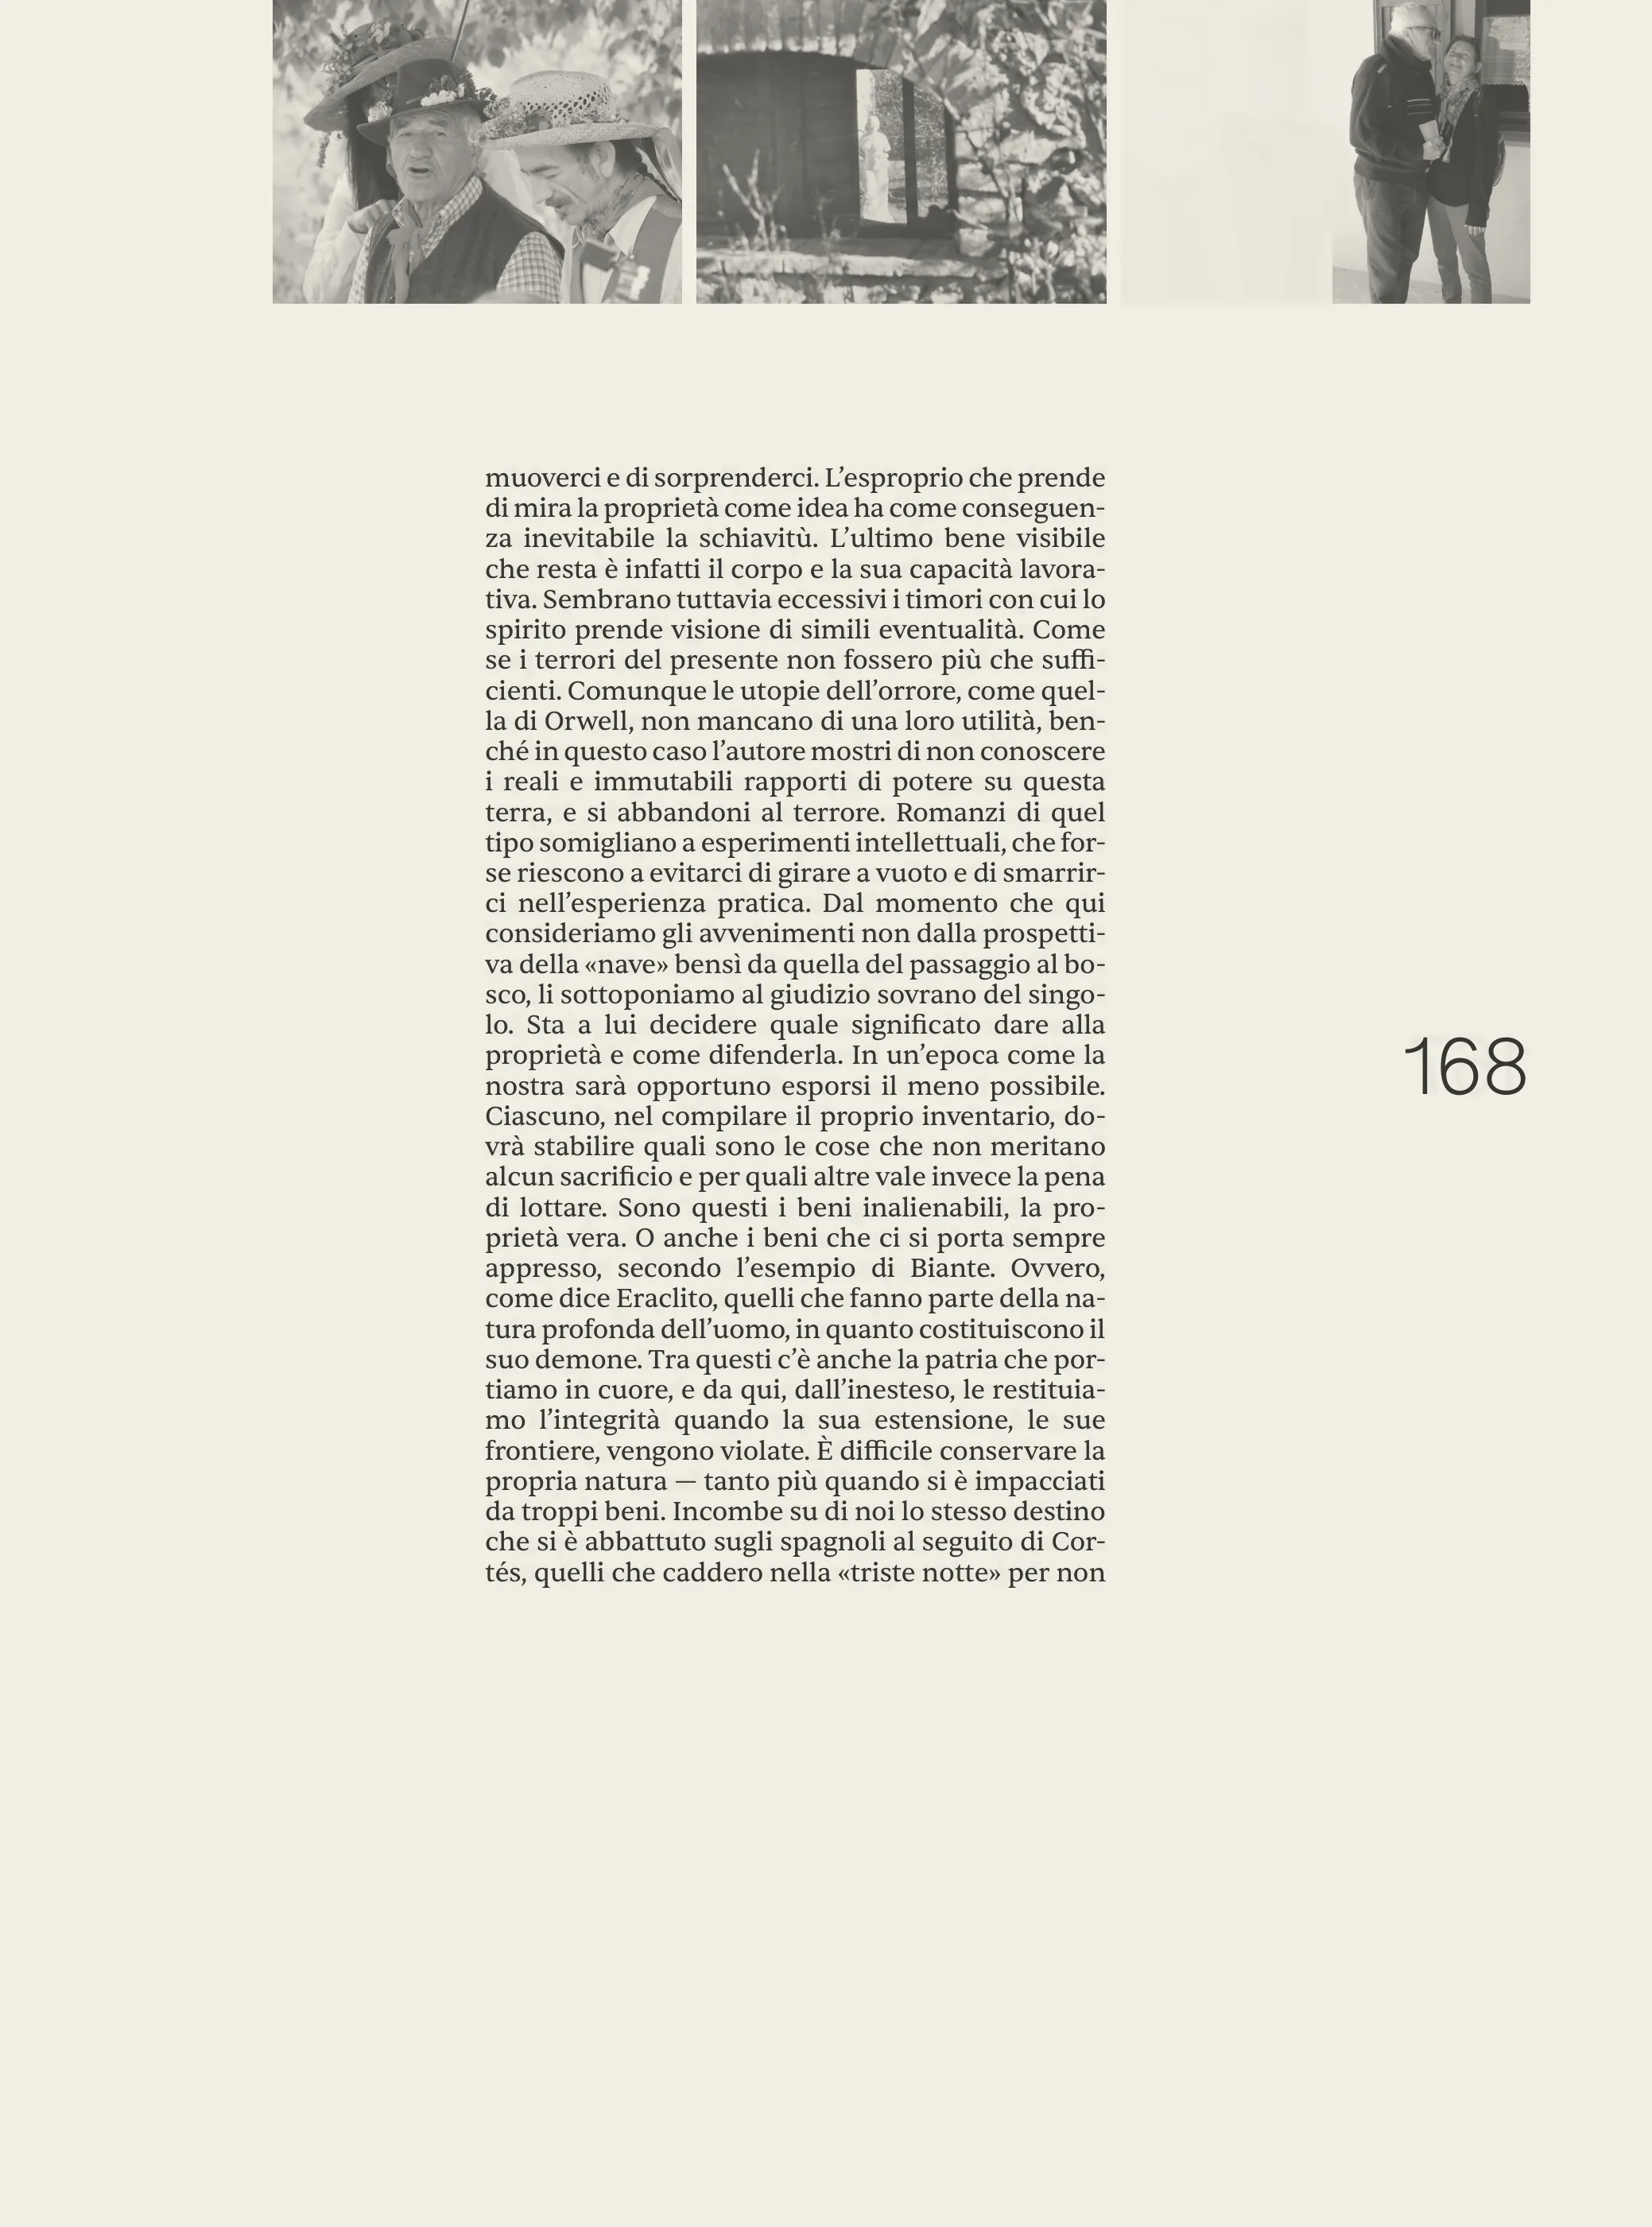 muoverci e di sorprenderci. L’esproprio che prende
di mira la proprietà come idea ha come conseguen-
za inevitabile la schiavitù. L’ultimo bene visibile
che resta è infatti il corpo e la sua capacità lavora-
tiva. Sembrano tuttavia eccessivi i timori con cui lo
spirito prende visione di simili eventualità. Come
se i terrori del presente non fossero più che suffi-
cienti. Comunque le utopie dell’orrore, come quel-
la di Orwell, non mancano di una loro utilità, ben-
ché in questo caso l’autore mostri di non conoscere
i reali e immutabili rapporti di potere su questa
terra, e si abbandoni al terrore. Romanzi di quel
tipo somigliano a esperimenti intellettuali, che for-
se riescono a evitarci di girare a vuoto e di smarrir-
ci nell’esperienza pratica. Dal momento che qui
consideriamo gli avvenimenti non dalla prospetti-
va della «nave» bensì da quella del passaggio al bo-
sco, li sottoponiamo al giudizio sovrano del singo-
lo. Sta a lui decidere quale significato dare alla
proprietà e come difenderla. In un’epoca come la
nostra sarà opportuno esporsi il meno possibile.
Ciascuno, nel compilare il proprio inventario, do-
vrà stabilire quali sono le cose che non meritano
alcun sacrificio e per quali altre vale invece la pena
di lottare. Sono questi i beni inalienabili, la pro-
prietà vera. O anche i beni che ci si porta sempre
appresso, secondo l’esempio di Biante. Ovvero,
come dice Eraclito, quelli che fanno parte della na-
tura profonda dell’uomo, in quanto costituiscono il
suo demone. Tra questi c’è anche la patria che por-
tiamo in cuore, e da qui, dall’inesteso, le restituia-
mo l’integrità quando la sua estensione, le sue
frontiere, vengono violate. È difficile conservare la
propria natura — tanto più quando si è impacciati
da troppi beni. Incombe su di noi lo stesso destino
che si è abbattuto sugli spagnoli al seguito di Cor-
tés, quelli che caddero nella «triste notte» per non
168